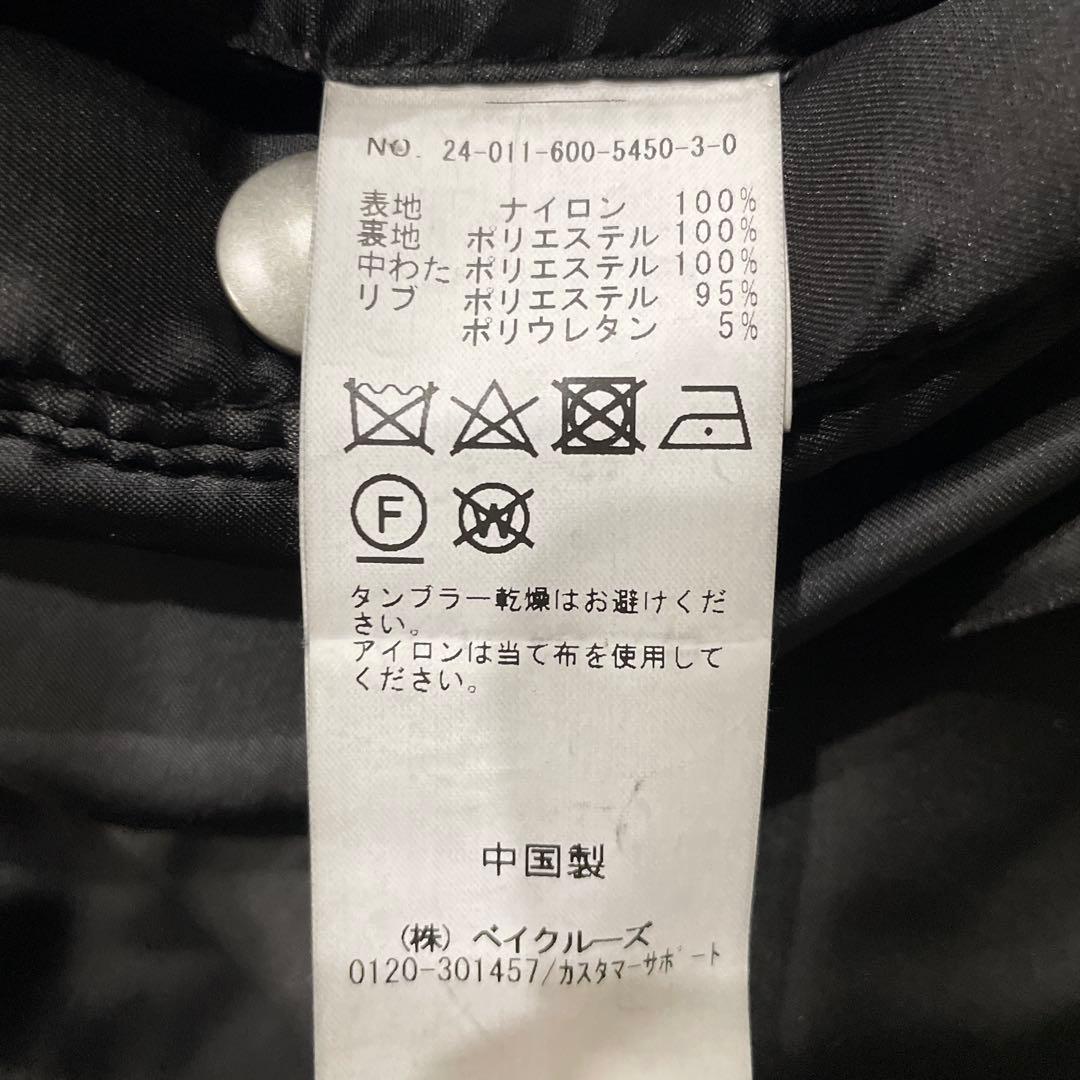 NO. 24-011-600-5450-3-0
表地 ナイロン 100%
裏地 ポリエステル 100%
中わた ポリエステル 100%
リブ ポリエステル 95%
ポリウレタン 5%
F W
タンブラー乾燥はお避けくだ
さい。
アイロンは当て布を使用して
ください。
中国製
(株) ベイクルーズ
0120-301457/カスタマーサポート